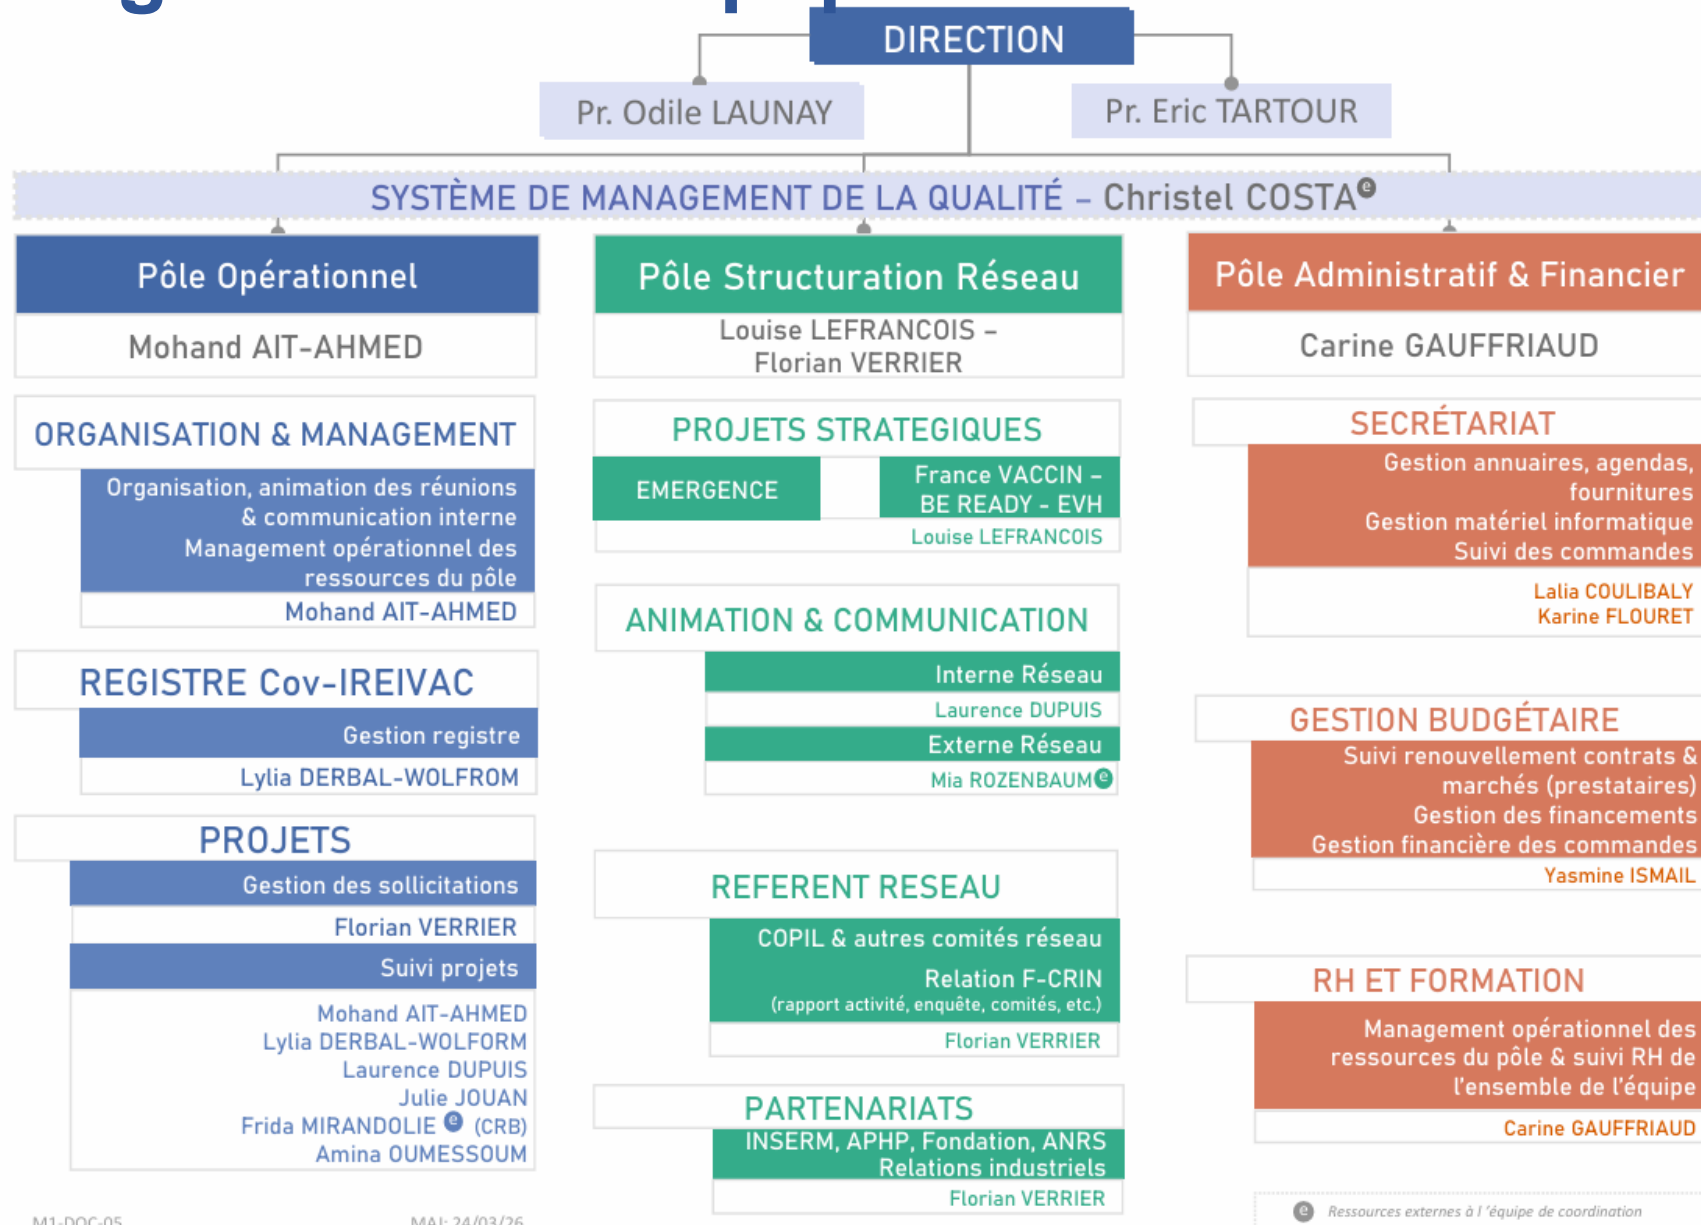 DIRECTION
Pr. Odile LAUNAY
Pr. Eric TARTOUR
SYSTÈME DE MANAGEMENT DE LA QUALITÉ – Christel COSTA e
Pôle Opérationnel
Mohand AIT-AHMED
ORGANISATION & MANAGEMENT
Organisation, animation des réunions
& communication interne
Management opérationnel des
ressources du pôle
Mohand AIT-AHMED
REGISTRE Cov-IREIVAC
Gestion registre
Lylia DERBAL-WOLFROM
PROJETS
Gestion des sollicitations
Florian VERRIER
Suivi projets
Mohand AIT-AHMED
Lylia DERBAL-WOLFORM
Laurence DUPUIS
Julie JOUAN
Frida MIRANDOLIE e (CRB)
Amina OUMESSOUM
Pôle Structuration Réseau
Louise LEFRANCOIS –
Florian VERRIER
PROJETS STRATEGIQUES
EMERGENCE
France VACCIN –
BE READY - EVH
Louise LEFRANCOIS
ANIMATION & COMMUNICATION
Interne Réseau
Laurence DUPUIS
Externe Réseau
Mia ROZENBAUM e
REFERENT RESEAU
COPIL & autres comités réseau
Relation F-CRIN
(rapport activité, enquête, comités, etc.)
Florian VERRIER
PARTENARIATS
INSERM, APHP, Fondation, ANRS
Relations industriels
Florian VERRIER
Pôle Administratif & Financier
Carine GAUFFRIAUD
SECRÉTARIAT
Gestion annuaires, agendas,
fournitures
Gestion matériel informatique
Suivi des commandes
Lalia COULIBALY
Karine FLOURET
GESTION BUDGÉTAIRE
Suivi renouvellement contrats &
marchés (prestataires)
Gestion des financements
Gestion financière des commandes
Yasmine ISMAIL
RH ET FORMATION
Management opérationnel des
ressources du pôle & suivi RH de
l'ensemble de l'équipe
Carine GAUFFRIAUD
e Ressources externes à l 'équipe de coordination
M1-DOC-05
MAJ: 24/03/26